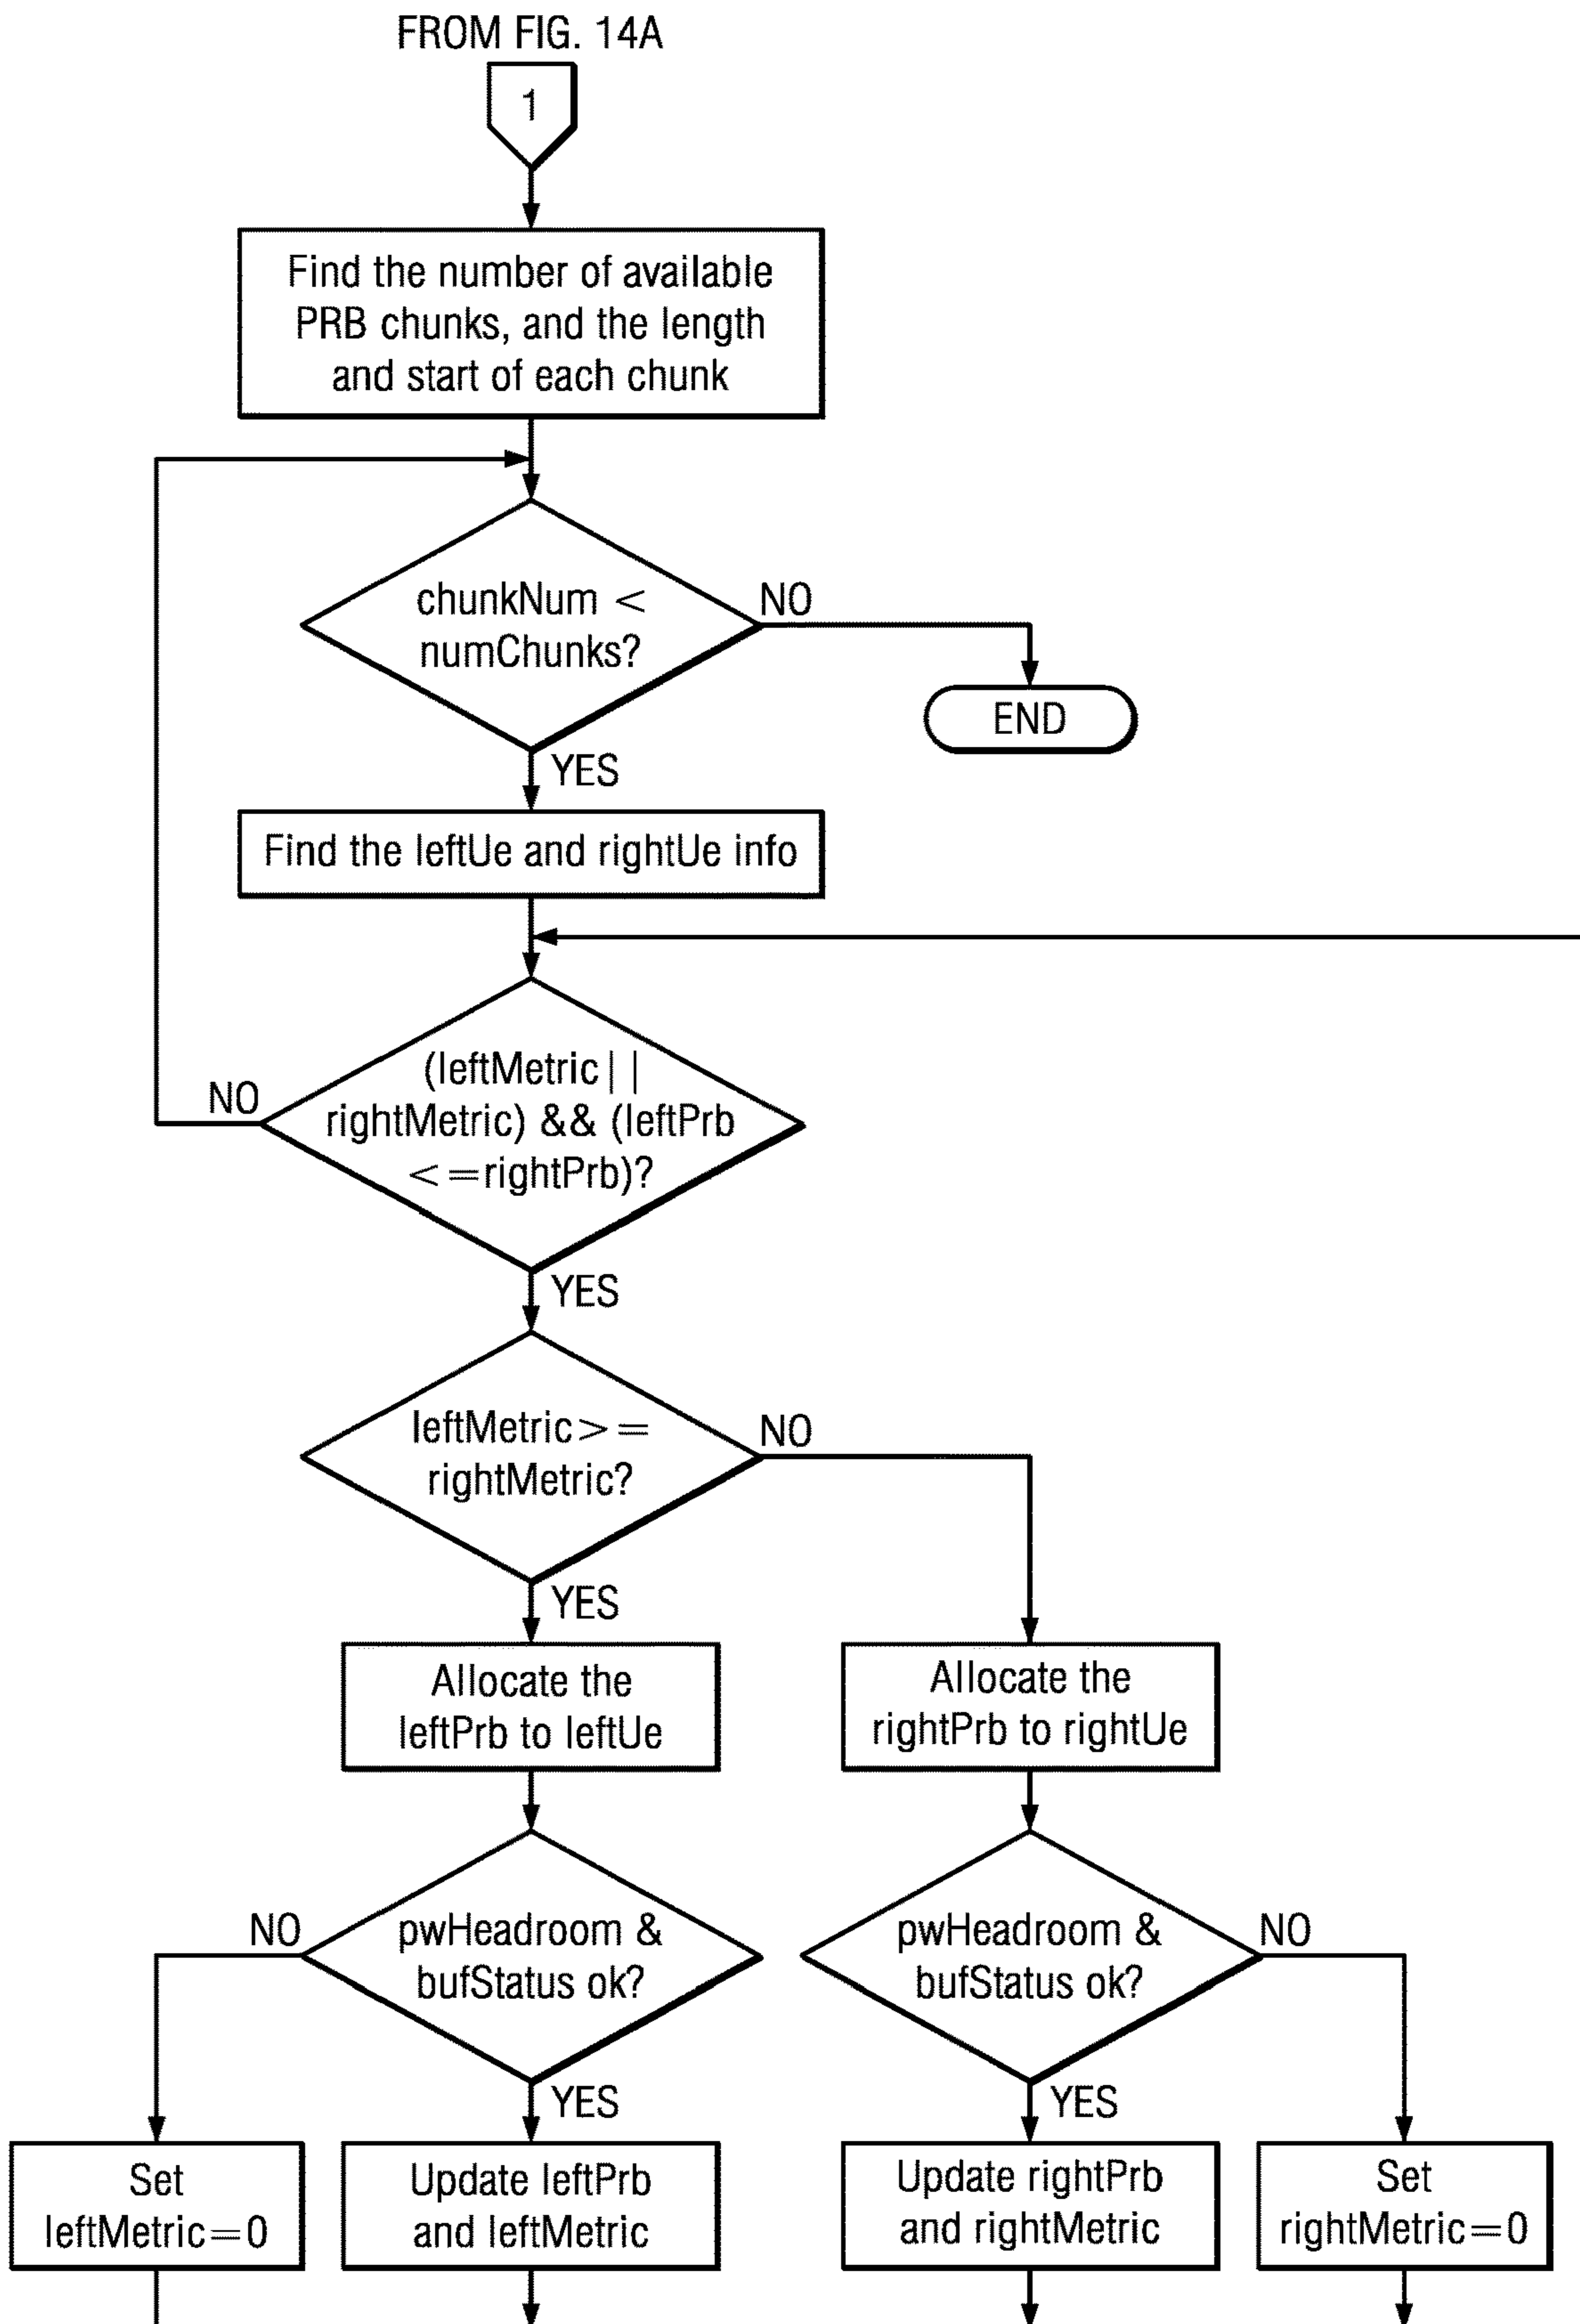 FROM FIG. 14A
1
Find the number of available
PRB chunks, and the length
and start of each chunk
chunkNum <
numChunks?
NO
END
YES
Find the leftUe and rightUe info
(leftMetric||
rightMetric) && (leftPrb
<=rightPrb)?
NO
YES
leftMetric>=
rightMetric?
NO
YES
Allocate the
leftPrb to leftUe
Allocate the
rightPrb to rightUe
NO
pwHeadroom &
bufStatus ok?
YES
pwHeadroom &
bufStatus ok?
NO
YES
Set
leftMetric=0
Update leftPrb
and leftMetric
Update rightPrb
and rightMetric
Set
rightMetric=0